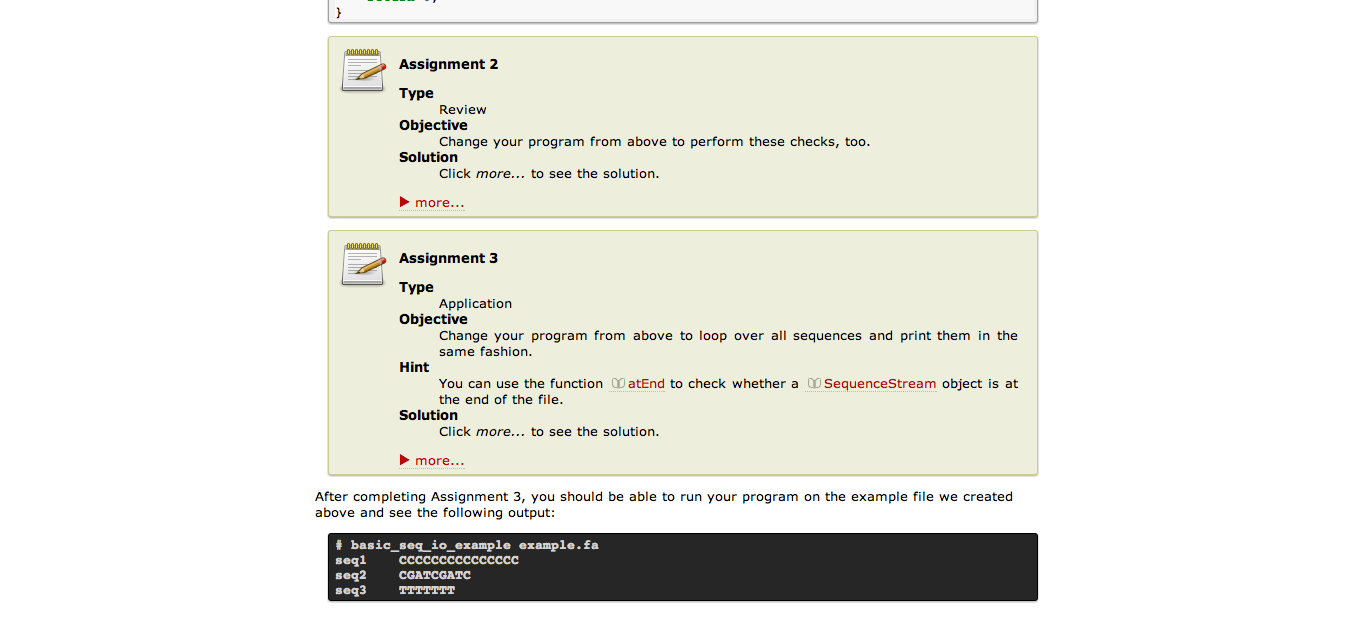 }
Assignment 2
Type
Review
Objective
Change your program from above to perform these checks, too.
Solution
Click more... to see the solution.
more...
Assignment 3
Type
Application
Objective
Change your program from above to loop over all sequences and print them in the
same fashion.
Hint
You can use the function atEnd to check whether a SequenceStream object is at
the end of the file.
Solution
Click more... to see the solution.
more...
After completing Assignment 3, you should be able to run your program on the example file we created
above and see the following output:
# basic_seq_io_example example.fa
seq1 CCCCCCCCCCCCCCC
seq2 CGATCGATC
seq3 TTTTTTT